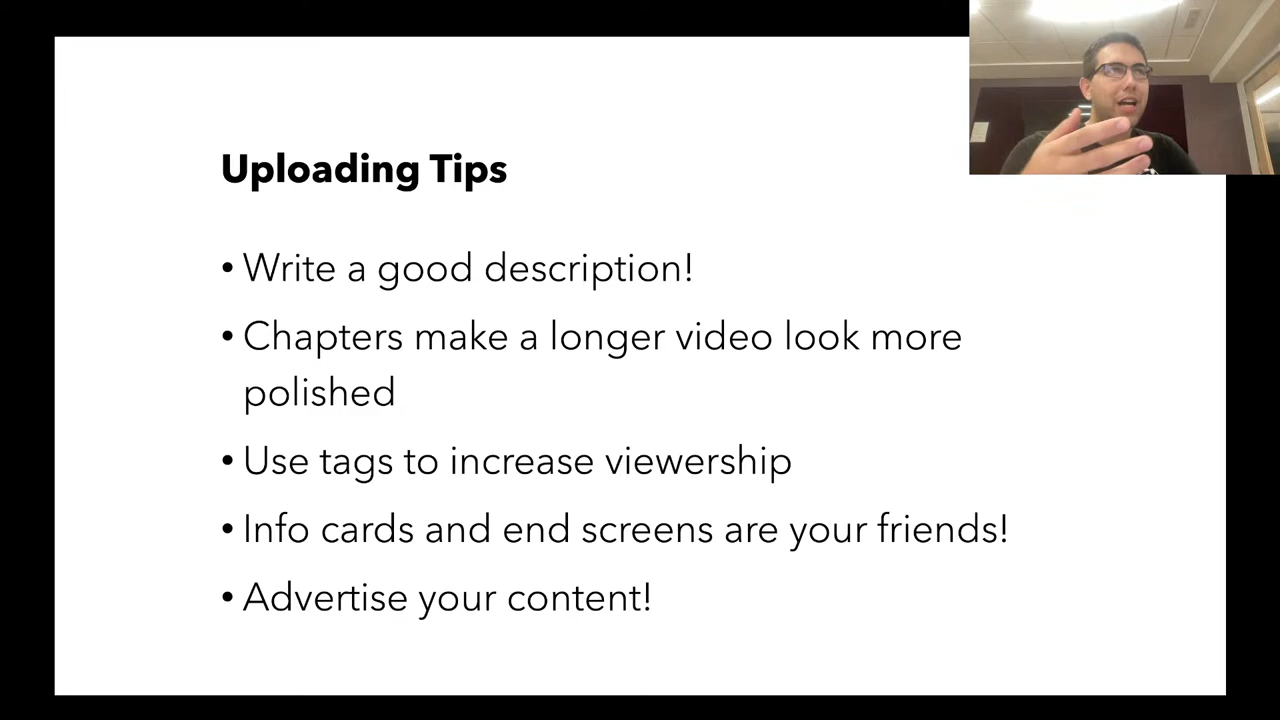 Uploading Tips
• Write a good description!
• Chapters make a longer video look more
polished
• Use tags to increase viewership
• Info cards and end screens are your friends!
• Advertise your content!